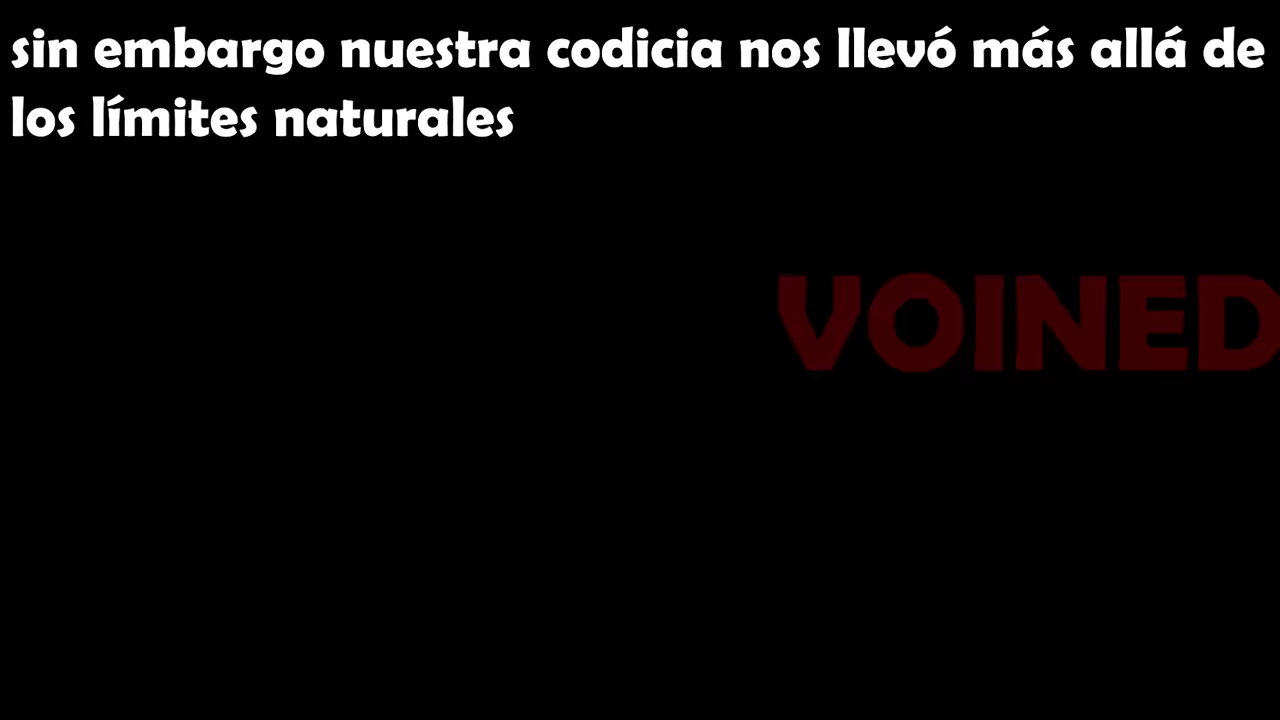 sin embargo nuestra codicia nos llevó más allá de
los límites naturales
VOINED